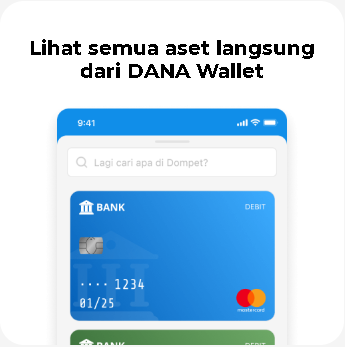 Lihat semua aset langsung
dari DANA Wallet
9:41
Lagi cari apa di Dompet?
BANK
DEBIT
.... 1234
01/25
mastercard
BANK
DEBIT